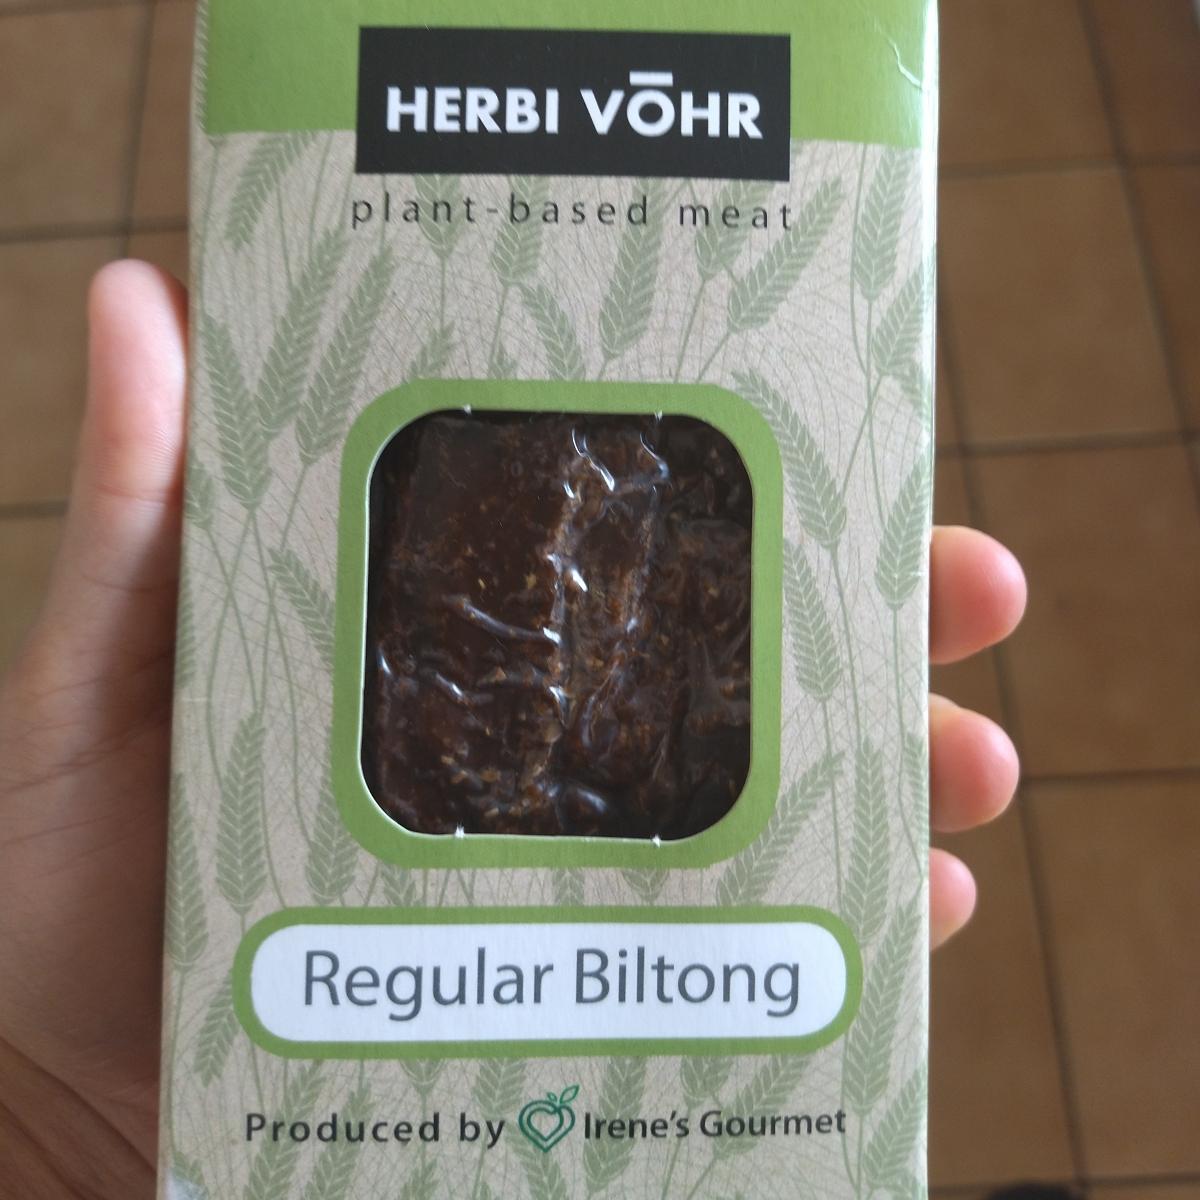 HERBI VŌHR
plant-based meat
Regular Biltong
Produced by Irene's Gourmet